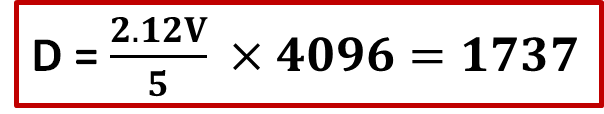 D = 2.12V/5 × 4096 = 1737